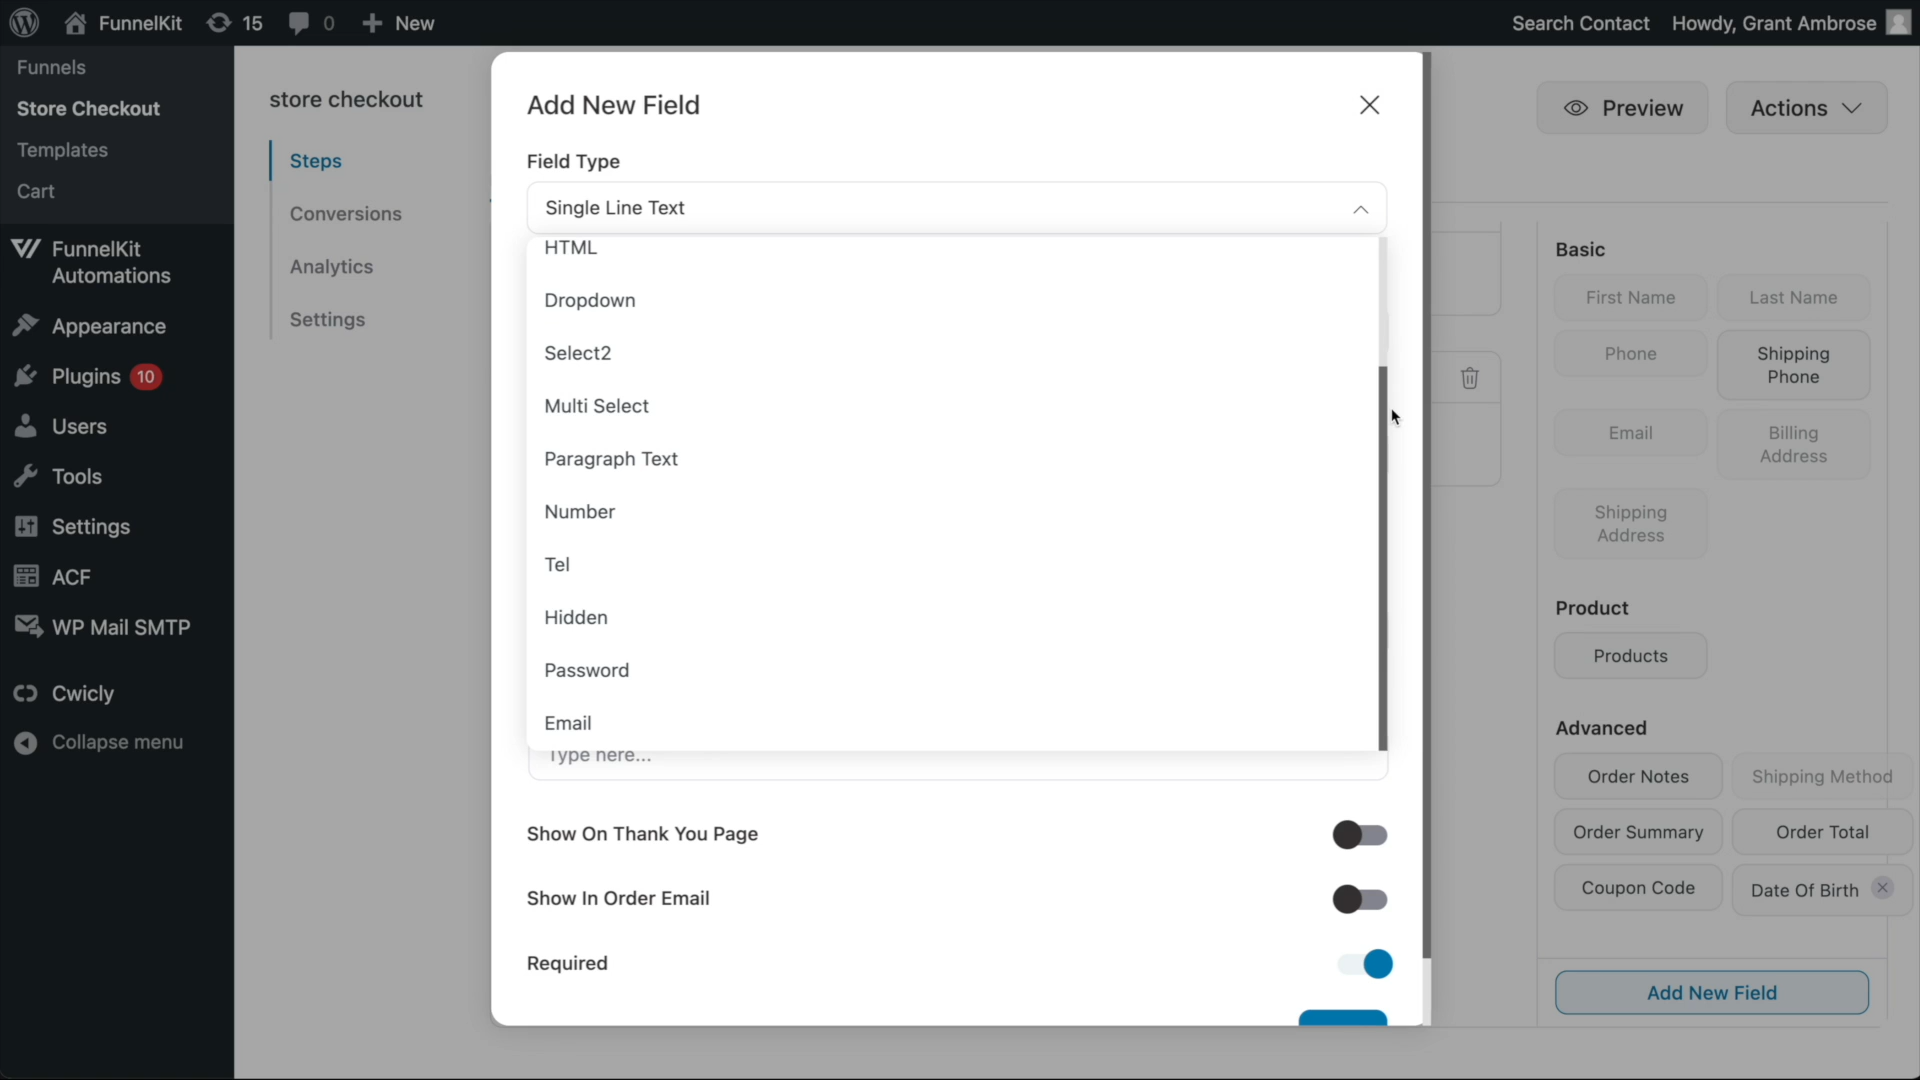 FunnelKit
15
0
New
Search Contact
Howdy, Grant Ambrose
Funnels
Store Checkout
Templates
Cart
FunnelKit
Automations
Appearance
Plugins 10
Users
Tools
Settings
ACF
WP Mail SMTP
Cwicly
Collapse menu
store checkout
Steps
Conversions
Analytics
Settings
Preview
Actions
Add New Field
Field Type
Single Line Text
HTML
Dropdown
Select2
Multi Select
Paragraph Text
Number
Tel
Hidden
Password
Email
Type here...
Show On Thank You Page
Show In Order Email
Required
Basic
First Name
Last Name
Phone
Shipping
Phone
Email
Billing
Address
Shipping
Address
Product
Products
Advanced
Order Notes
Shipping Method
Order Summary
Order Total
Coupon Code
Date Of Birth
Add New Field